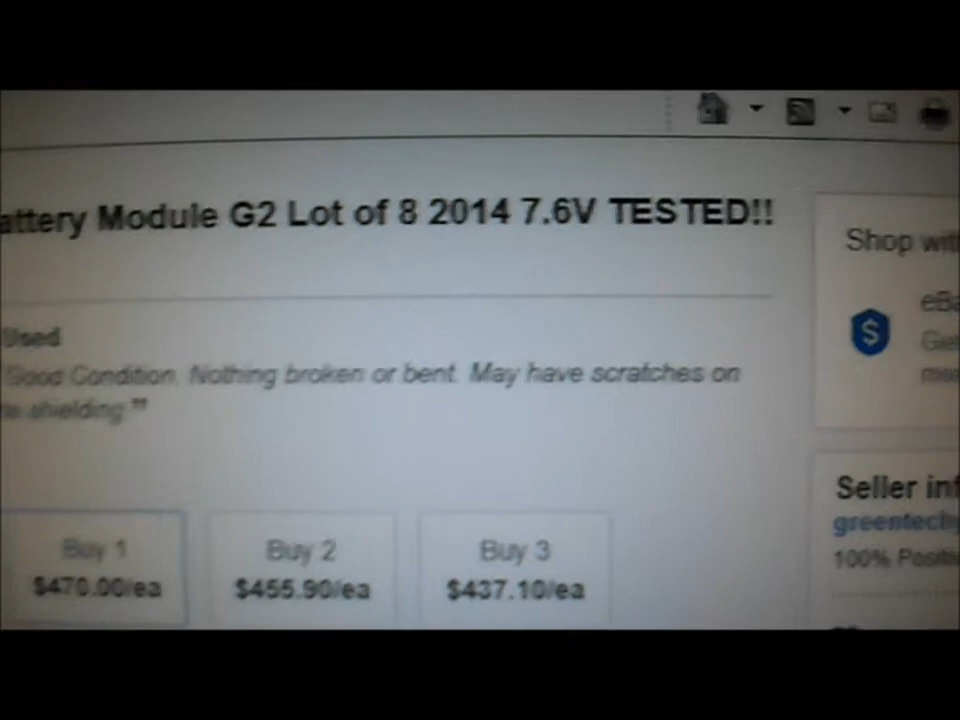 attery Module G2 Lot of 8 2014 7.6V TESTED!!
Shop wit
Used
Good Condition. Nothing broken or bent. May have scratches on
shielding."
eBa
Buy 1
$470.00/ea
Buy 2
$455.90/ea
Buy 3
$437.10/ea
Seller inf
greentech
100% Positi